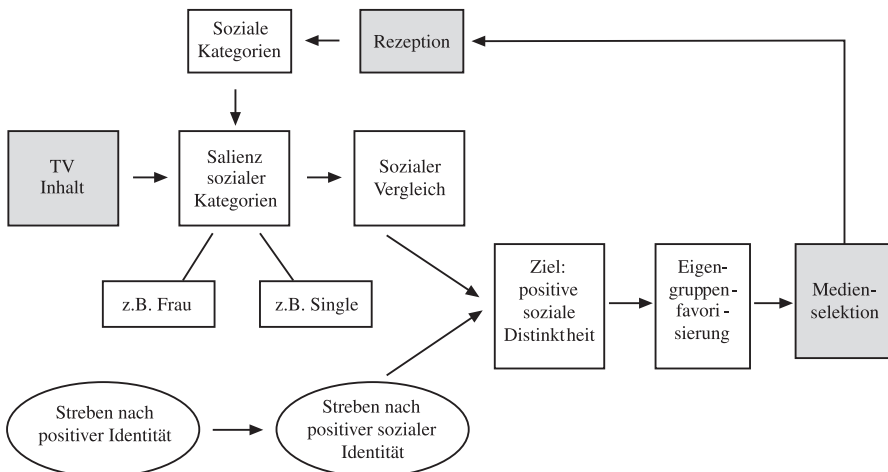 Soziale
Kategorien
Rezeption
TV
Inhalt
Salienz
sozialer
Kategorien
Sozialer
Vergleich
z.B. Frau
z.B. Single
Ziel:
positive
soziale
Distinktheit
Eigen-
gruppen-
favori-
sierung
Medien-
selektion
Streben nach
positiver Identität
Streben nach
positiver sozialer
Identität